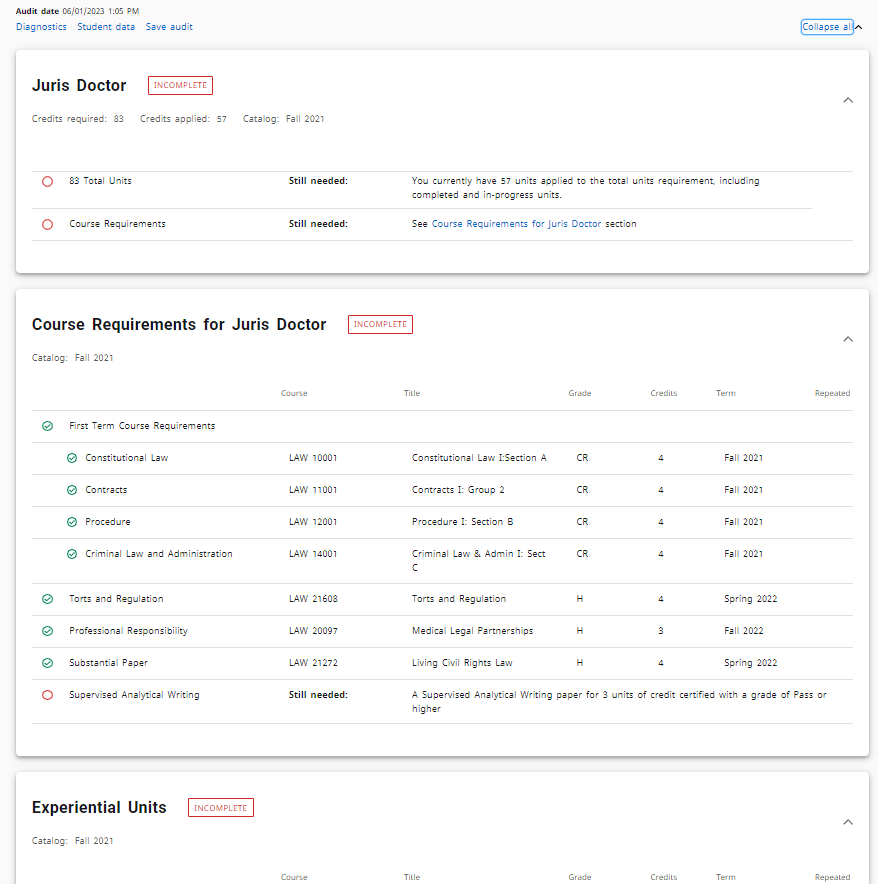 Audit date 06/01/2023 1:05 PM
Diagnostics Student data Save audit
Collapse all
Juris Doctor INCOMPLETE
Credits required: 83 Credits applied: 57 Catalog: Fall 2021
83 Total Units Still needed: You currently have 57 units applied to the total units requirement, including
completed and in-progress units.
Course Requirements Still needed: See Course Requirements for Juris Doctor section
Course Requirements for Juris Doctor INCOMPLETE
Catalog: Fall 2021
Course Title Grade Credits Term Repeated
First Term Course Requirements
Constitutional Law LAW 10001 Constitutional Law I:Section A CR 4 Fall 2021
Contracts LAW 11001 Contracts I: Group 2 CR 4 Fall 2021
Procedure LAW 12001 Procedure I: Section B CR 4 Fall 2021
Criminal Law and Administration LAW 14001 Criminal Law & Admin I: Sect CR 4 Fall 2021
C
Torts and Regulation LAW 21608 Torts and Regulation H 4 Spring 2022
Professional Responsibility LAW 20097 Medical Legal Partnerships H 3 Fall 2022
Substantial Paper LAW 21272 Living Civil Rights Law H 4 Spring 2022
Supervised Analytical Writing Still needed: A Supervised Analytical Writing paper for 3 units of credit certified with a grade of Pass or
higher
Experiential Units INCOMPLETE
Catalog: Fall 2021
Course Title Grade Credits Term Repeated